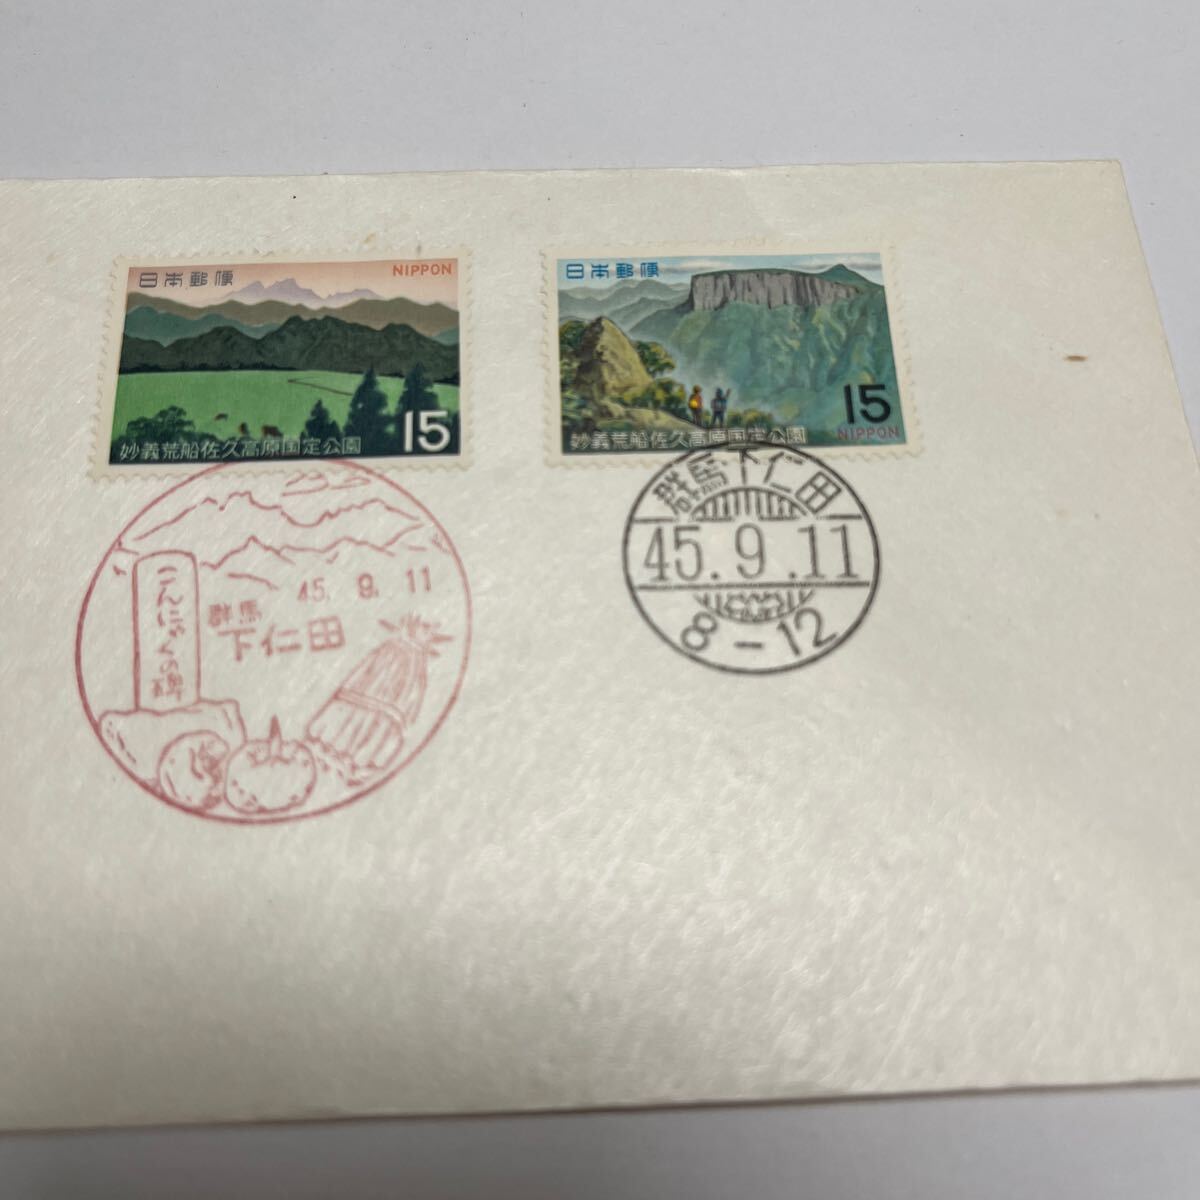 日本郵便
NIPPON
15
妙義荒船佐久高原国定公園
日本郵便
15
NIPPON
妙義荒船佐久高原国定公園
45. 9. 11
群馬
下仁田
こんにゃくの碑
群馬・下仁田
45.9.11
8-12